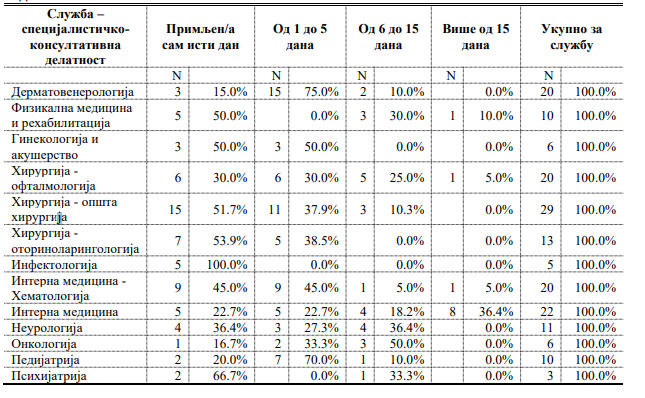 Служба – специјалистичко-консултативна делатност Примљен/а сам исти дан Од 1 до 5 дана Од 6 до 15 дана Више од 15 дана Укупно за службу
N N N N N
Дерматовенерологија 3 15.0% 15 75.0% 2 10.0% 0.0% 20 100.0%
Физикална медицина и рехабилитација 5 50.0% 0.0% 3 30.0% 1 10.0% 10 100.0%
Гинекологија и акушерство 3 50.0% 3 50.0% 0.0% 0.0% 6 100.0%
Хирургија - офталмологија 6 30.0% 6 30.0% 5 25.0% 1 5.0% 20 100.0%
Хирургија - општа хирургија 15 51.7% 11 37.9% 3 10.3% 0.0% 29 100.0%
Хирургија - оториноларингологија 7 53.9% 5 38.5% 0.0% 0.0% 13 100.0%
Инфектологија 5 100.0% 0.0% 0.0% 0.0% 5 100.0%
Интерна медицина - Хематологија 9 45.0% 9 45.0% 1 5.0% 1 5.0% 20 100.0%
Интерна медицина 5 22.7% 5 22.7% 4 18.2% 8 36.4% 22 100.0%
Неурологија 4 36.4% 3 27.3% 4 36.4% 0.0% 11 100.0%
Онкологија 1 16.7% 2 33.3% 3 50.0% 0.0% 6 100.0%
Педијатрија 2 20.0% 7 70.0% 1 10.0% 0.0% 10 100.0%
Психијатрија 2 66.7% 0.0% 1 33.3% 0.0% 3 100.0%